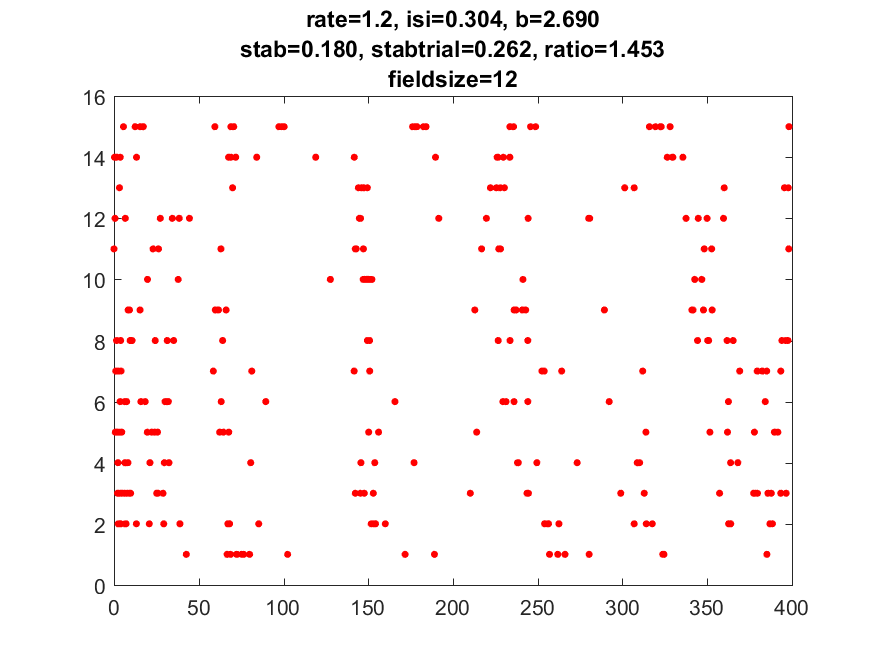 rate=1.2, isi=0.304, b=2.690
stab=0.180, stabtrial=0.262, ratio=1.453
fieldsize=12
16
14
12
10
8
6
4
2
0
0 50 100 150 200 250 300 350 400